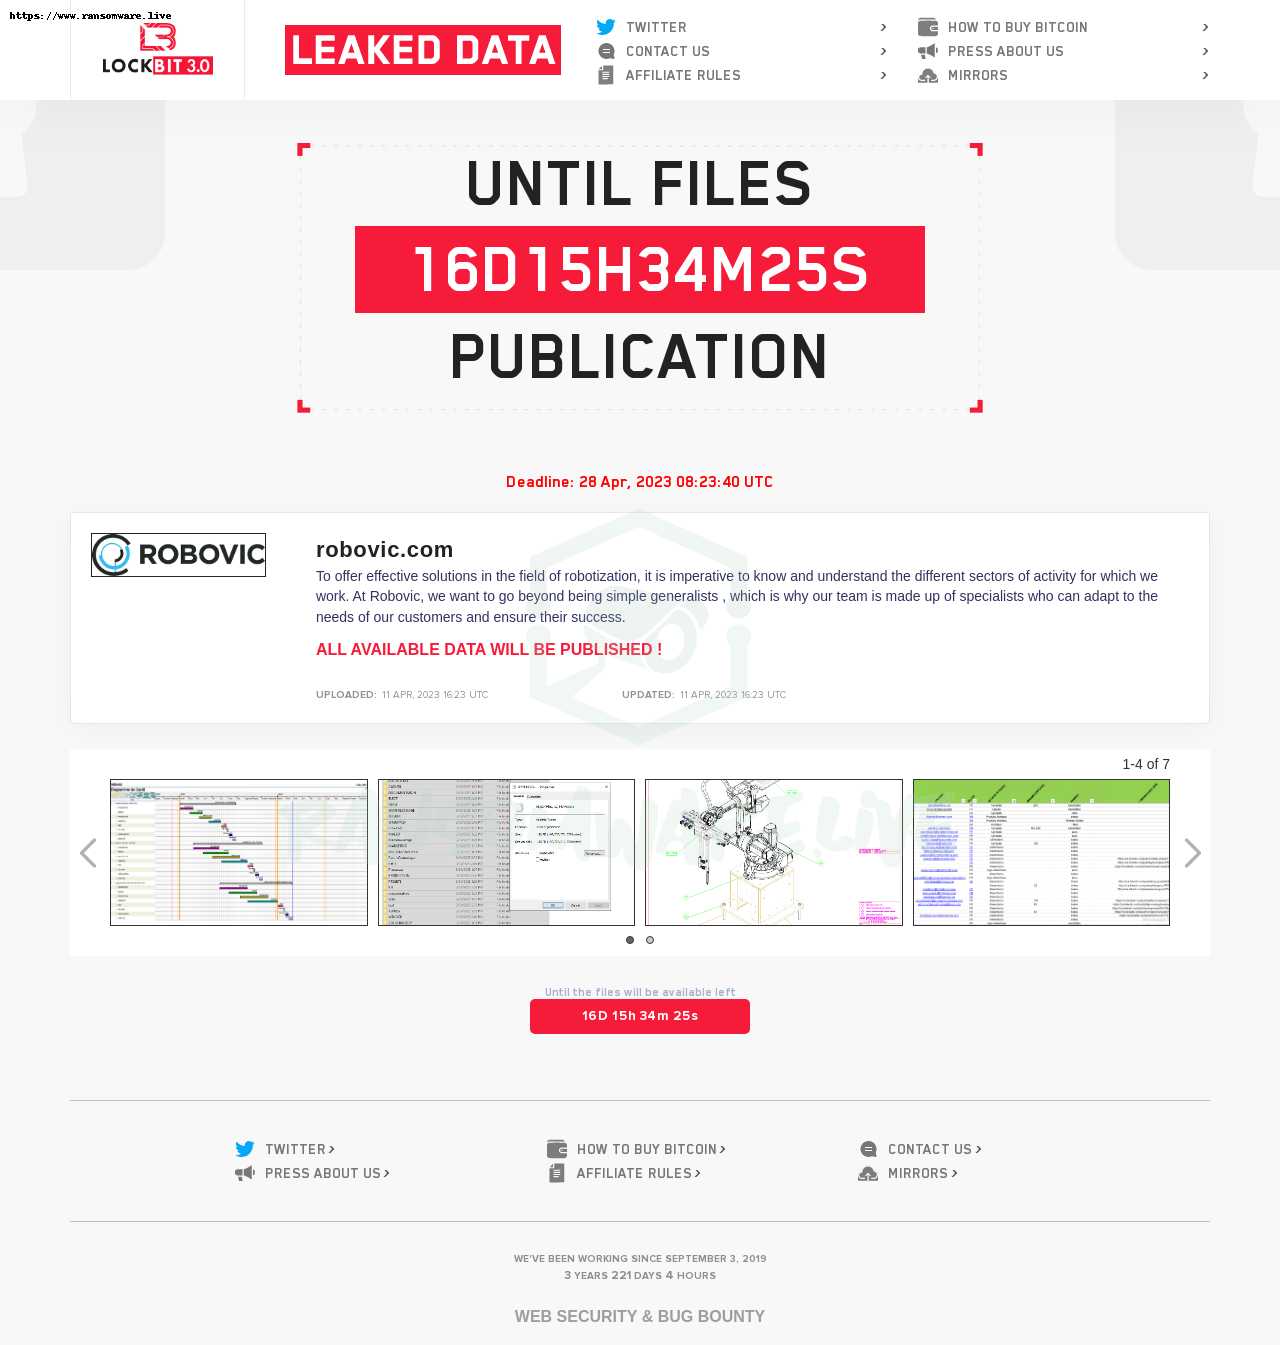 https://www.ransomware.live
LOCKBIT 3.0
LEAKED DATA
TWITTER
CONTACT US
AFFILIATE RULES
HOW TO BUY BITCOIN
PRESS ABOUT US
MIRRORS
UNTIL FILES
16D15H34M25S
PUBLICATION
Deadline: 28 Apr, 2023 08:23:40 UTC
ROBOVIC
robovic.com
To offer effective solutions in the field of robotization, it is imperative to know and understand the different sectors of activity for which we
work. At Robovic, we want to go beyond being simple generalists , which is why our team is made up of specialists who can adapt to the
needs of our customers and ensure their success.
ALL AVAILABLE DATA WILL BE PUBLISHED !
UPLOADED: 11 APR, 2023 16:23 UTC
UPDATED: 11 APR, 2023 16:23 UTC
1-4 of 7
Until the files will be available left
16D 15h 34m 25s
TWITTER
HOW TO BUY BITCOIN
CONTACT US
PRESS ABOUT US
AFFILIATE RULES
MIRRORS
WE'VE BEEN WORKING SINCE SEPTEMBER 3, 2019
3 YEARS 221 DAYS 4 HOURS
WEB SECURITY & BUG BOUNTY